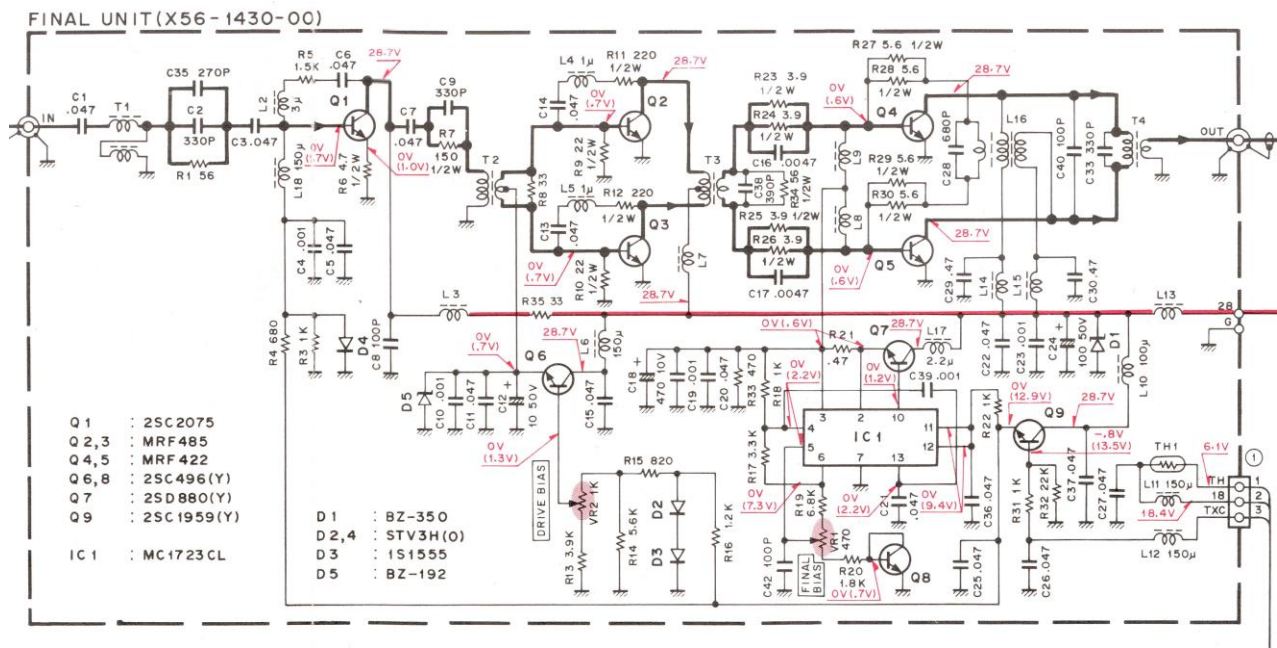 FINAL UNIT(X56-1430-00)
IN
C1
.047
T1
C35 270P
C2
330P
R1 56
C3.047
L2
3µ
L18 150µ
R5
1.5K
C6
.047
28.7V
Q1
0V
(.7V)
R6 4.7
1/2W
0V
(1.0V)
C7
.047
C9
330P
R7
150
1/2W
T2
R8 33
C14
.047
L4 1µ
R11 220
1/2W
28.7V
0V
(.7V)
Q2
R9 22
1/2W
L5 1µ
R12 220
1/2W
C13
.047
Q3
0V
(.7V)
R10 22
1/2W
T3
L7
28.7V
C38
390P
R34 56
1/2W
R23 3.9
1/2W
R24 3.9
1/2W
C16 .0047
R25 3.9 1/2W
R26 3.9
1/2W
C17 .0047
L9
L8
0V
(.6V)
R27 5.6 1/2W
R28 5.6
1/2W
28.7V
Q4
C28
680P
R29 5.6
1/2W
R30 5.6
1/2W
0V
(.6V)
Q5
28.7V
L16
C40 100P
C33 330P
T4
OUT
C29.47
L14
L15
C30.47
L13
28
G
C4 .001
C5 .047
L3
R35 33
R4 680
R3 1K
D4
C8 100P
0V
(.7V)
Q6
28.7V
L6
150µ
D5
C10 .001
C11 .047
C12
10 50V
C15.047
0V
(1.3V)
C18
470 10V
C19 .001
C20 .047
R33 470
R18 1K
0V(.6V)
R21
.47
Q7
28.7V
L17
2.2µ
0V
(1.2V)
C39 .001
0V
(2.2V)
3
2
10
4
5
IC1
11
12
6
7
13
R17 3.3K
0V
(7.3V)
R19
6.8K
VR1
470
FINAL
BIAS
C42 100P
R20
1.8K
0V(.7V)
Q8
0V
(2.2V)
C21
.047
0V
(9.4V)
C36.047
R22 1K
0V
(12.9V)
Q9
28.7V
-.8V
(13.5V)
C22 .047
C23 .001
C24
100 50V
D1
L10 100µ
R31 1K
R32 22K
C37 .047
C27.047
C25.047
C26.047
TH1
L11 150µ
18.4V
L12 150µ
6.1V
TH
18
TXC
1
2
3
①
DRIVE BIAS
VR2 1K
R13 3.9K
R15 820
R14 5.6K
D2
D3
R16 1.2K
Q1 : 2SC2075
Q2,3 : MRF485
Q4,5 : MRF422
Q6,8 : 2SC496(Y)
Q7 : 2SD880(Y)
Q9 : 2SC1959(Y)
IC1 : MC1723CL
D1 : BZ-350
D2,4 : STV3H(O)
D3 : 1S1555
D5 : BZ-192